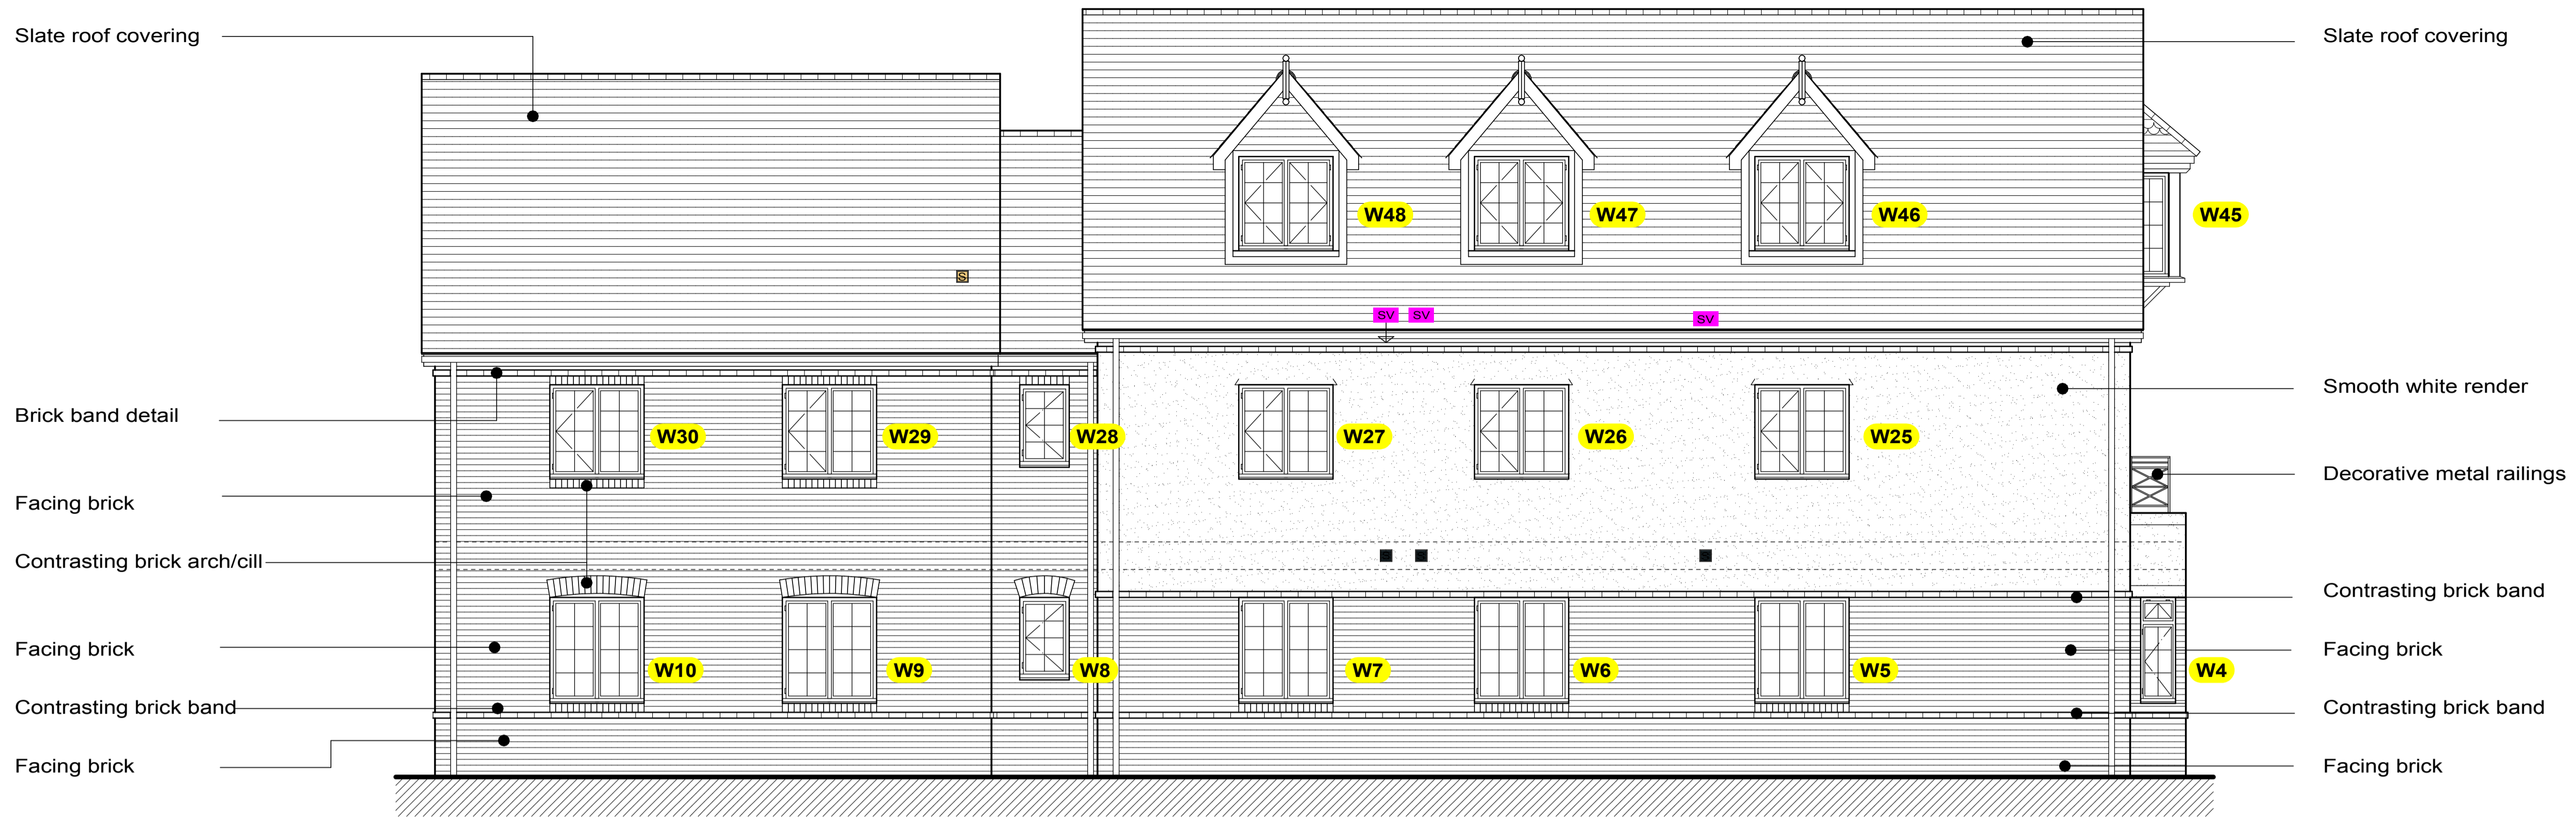 Slate roof covering
Slate roof covering
W48
W47
W46
W45
S
SV
SV
SV
Brick band detail
Smooth white render
W30
W29
W28
W27
W26
W25
Decorative metal railings
Facing brick
Contrasting brick arch/cill
S
S
S
Contrasting brick band
Facing brick
Facing brick
W10
W9
W8
W7
W6
W5
W4
Contrasting brick band
Contrasting brick band
Facing brick
Facing brick